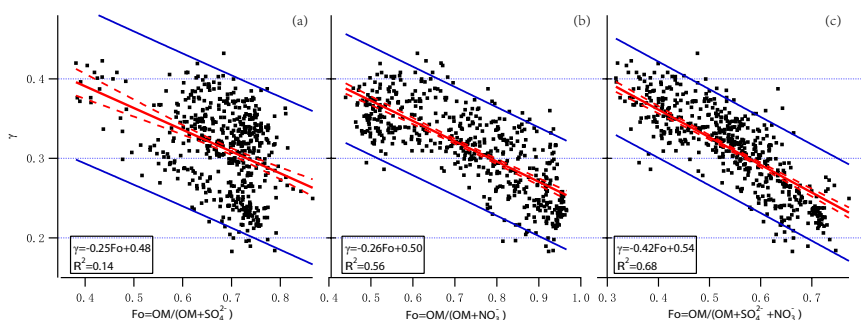 (a)
(b)
(c)
γ
0.4
0.3
0.2
γ=-0.25Fo+0.48
R²=0.14
γ=-0.26Fo+0.50
R²=0.56
γ=-0.42Fo+0.54
R²=0.68
0.4 0.5 0.6 0.7 0.8
0.4 0.5 0.6 0.7 0.8 0.9 1.0
0.3 0.4 0.5 0.6 0.7
Fo=OM/(OM+SO₄²⁻)
Fo=OM/(OM+NO₃⁻)
Fo=OM/(OM+SO₄²⁻+NO₃⁻)